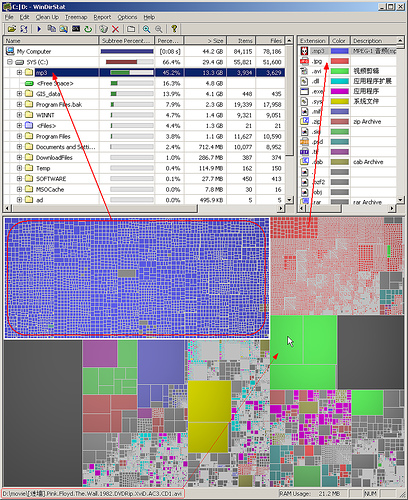 C:|D: - WinDirStat
File Edit Clean Up Treemap Report Options Help
Name Subtree Percent... Perce... > Size Items Files
My Computer [0:08 s] 44.2 GB 84,115 78,186
SYS (C:) 66.4% 29.4 GB 55,821 51,600
mp3 45.2% 13.3 GB 3,934 3,629
<Free Space> 16.3% 4.8 GB
GIS_data 13.9% 4.1 GB 448 435
Program Files.bak 7.9% 2.3 GB 19,339 17,958
WINNT 4.7% 1.4 GB 9,321 9,051
<Files> 4.4% 1.3 GB 21 21
Program Files 3.8% 1.1 GB 11,627 10,590
Documents and Setti... 2.4% 712.4 MB 10,077 8,952
DownloadFiles 1.0% 286.7 MB 387 374
Temp 0.4% 114.9 MB 162 150
SOFTWARE 0.1% 27.7 MB 450 413
MSOCache 0.0% 7.8 MB 30 16
ad 0.0% 495.9 KB 5 5
Extension Color Description
.mp3 MPEG-1 音频(mp
.jpg
.avi 视频剪辑
.dll 应用程序扩展
.exe 应用程序
.sys 系统文件
.mif
.zip zip Archive
.cab cab Archive
.rar rar Archive
D:\movie\[迷墙].Pink.Floyd.The.Wall.1982.DVDRip.XviD.AC3.CD1.avi
RAM Usage: 21.2 MB NUM